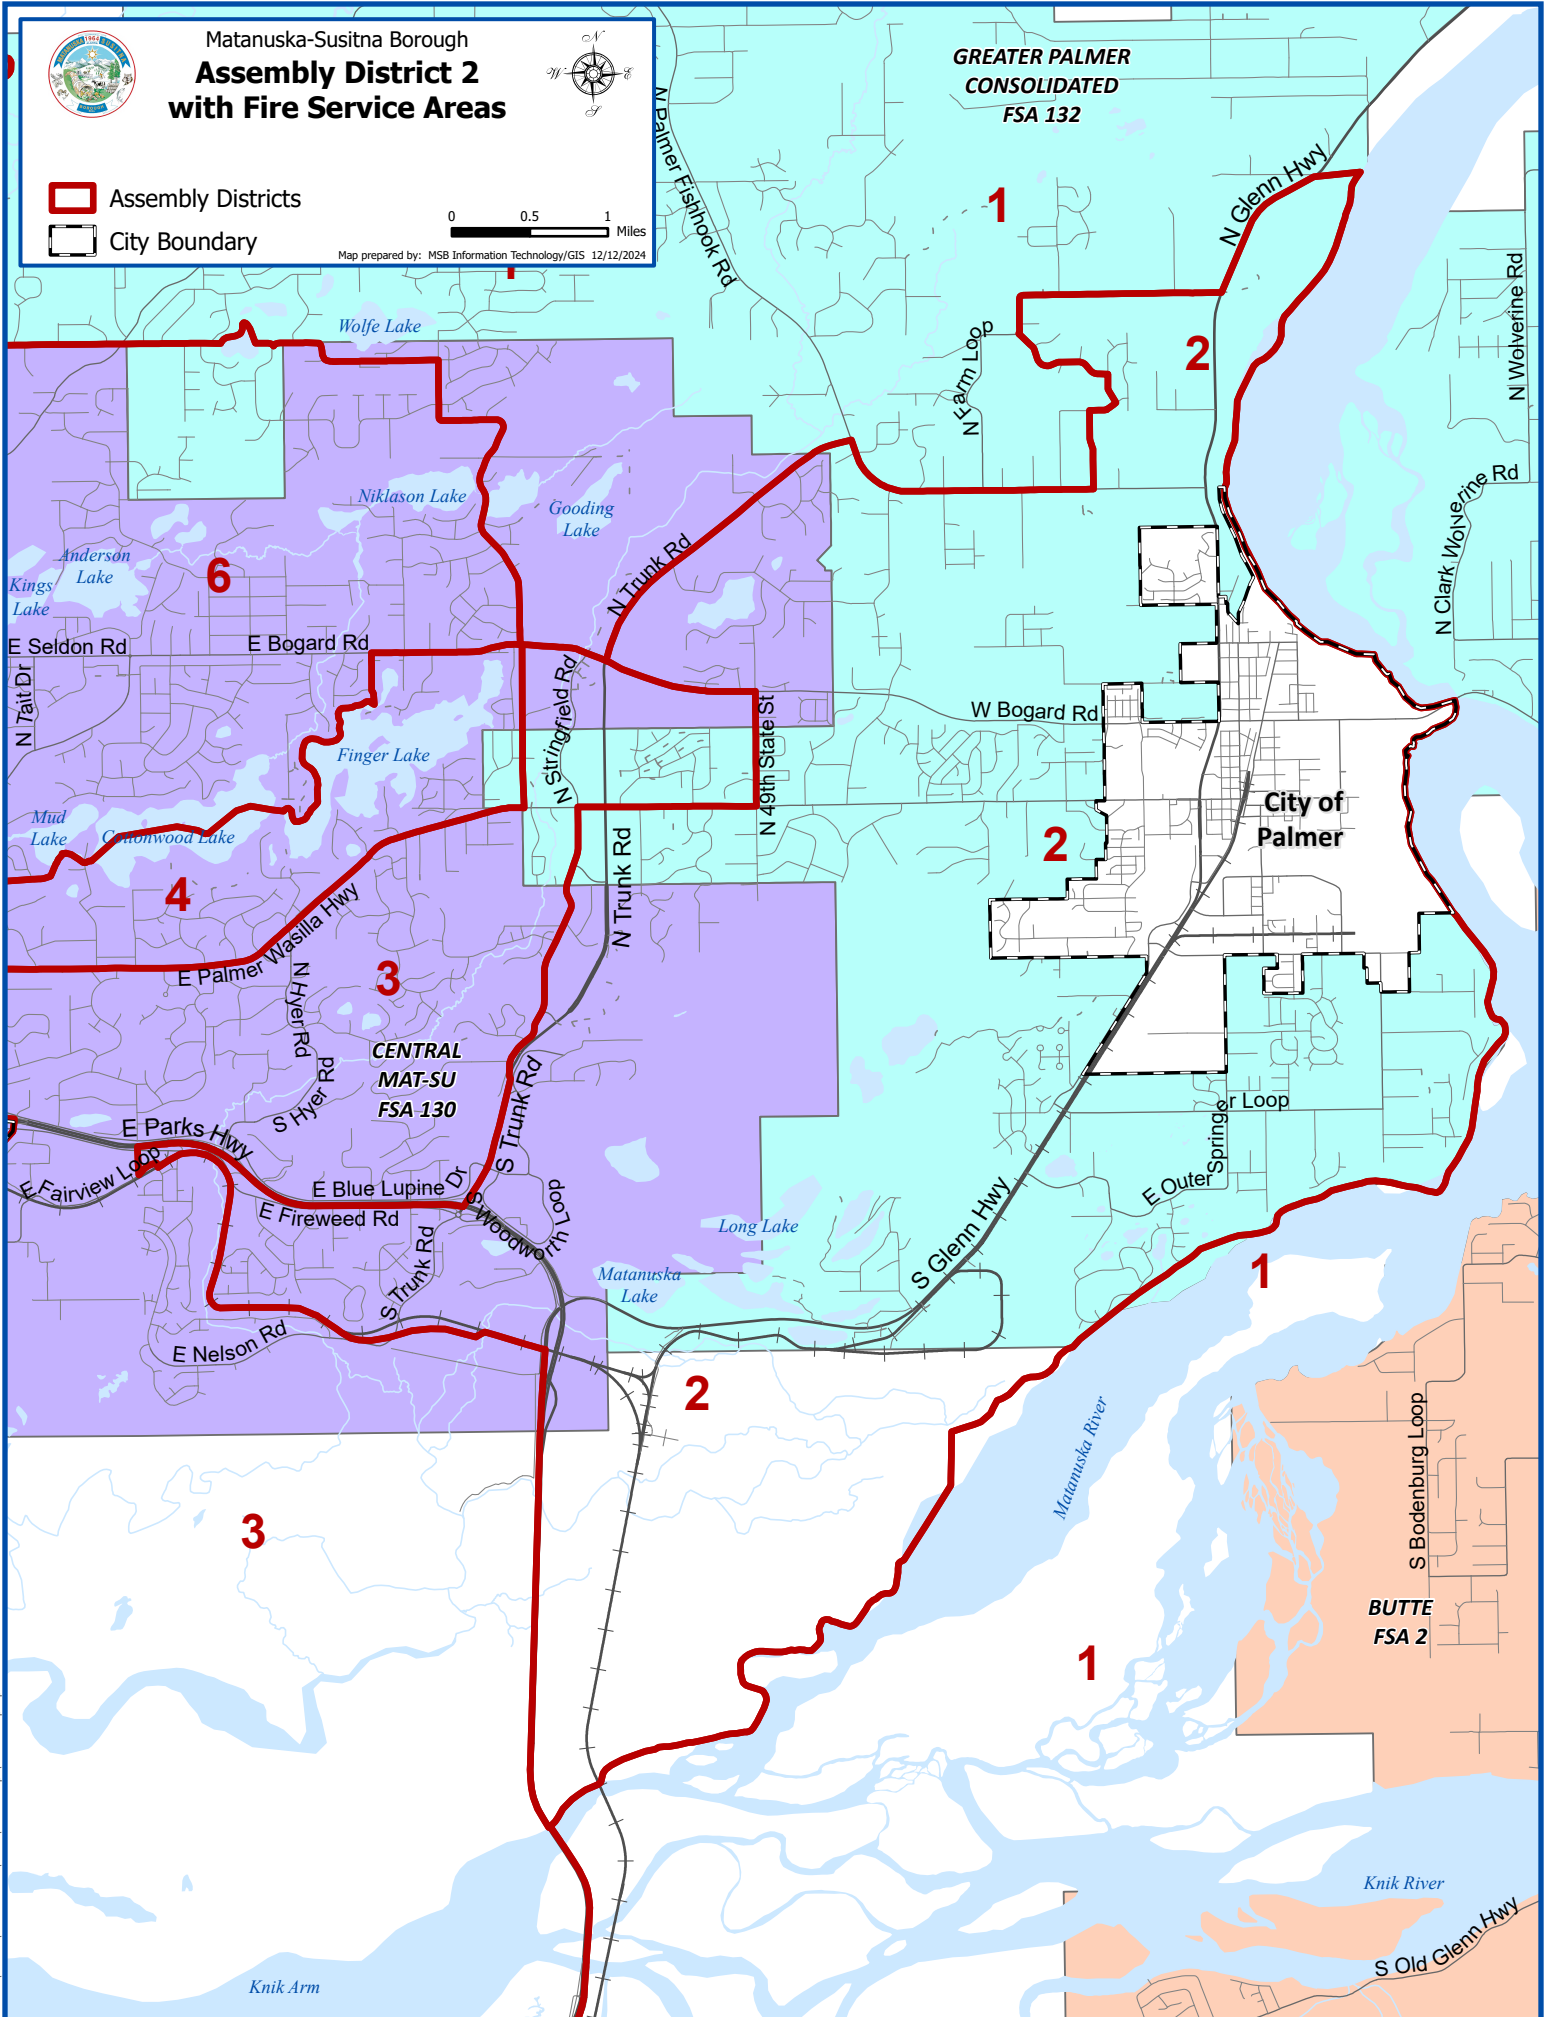 Matanuska-Susitna Borough
Assembly District 2
with Fire Service Areas
N
W
E
S
Assembly Districts
City Boundary
0 0.5 1
Miles
Map prepared by: MSB Information Technology/GIS 12/12/2024
GREATER PALMER
CONSOLIDATED
FSA 132
N Palmer Fishhook Rd
1
N Glenn Hwy
N Wolverine Rd
Wolfe Lake
N Farm Loop
2
Niklason Lake
Gooding
Lake
N Clark Wolverine Rd
Anderson
Lake
Kings
Lake
6
N Trunk Rd
E Seldon Rd
E Bogard Rd
N Tait Dr
N Stringfield Rd
N 49th State St
W Bogard Rd
Finger Lake
Mud
Lake
Cottonwood Lake
City of
Palmer
2
4
N Trunk Rd
E Palmer Wasilla Hwy
3
N Hyer Rd
CENTRAL
MAT-SU
FSA 130
S Hyer Rd
S Trunk Rd
E Parks Hwy
E Fairview Loop
E Blue Lupine Dr
E Fireweed Rd
S Woodworth Loop
S Trunk Rd
E Nelson Rd
Long Lake
Matanuska
Lake
S Glenn Hwy
E Outer Springer Loop
1
2
Matanuska River
S Bodenburg Loop
3
BUTTE
FSA 2
1
Knik River
S Old Glenn Hwy
Knik Arm